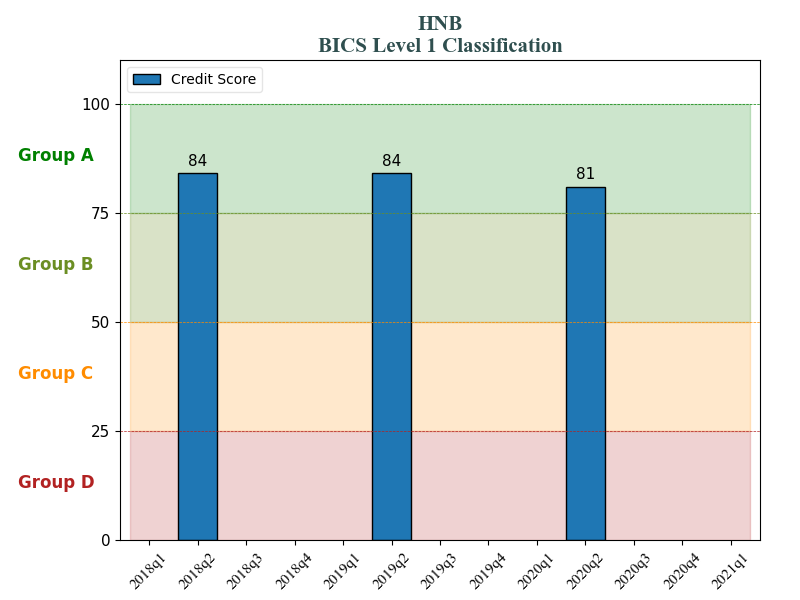 HNB
BICS Level 1 Classification
Credit Score
100
Group A
84
84
81
75
Group B
50
Group C
25
Group D
0
2018q1 2018q2 2018q3 2018q4 2019q1 2019q2 2019q3 2019q4 2020q1 2020q2 2020q3 2020q4 2021q1